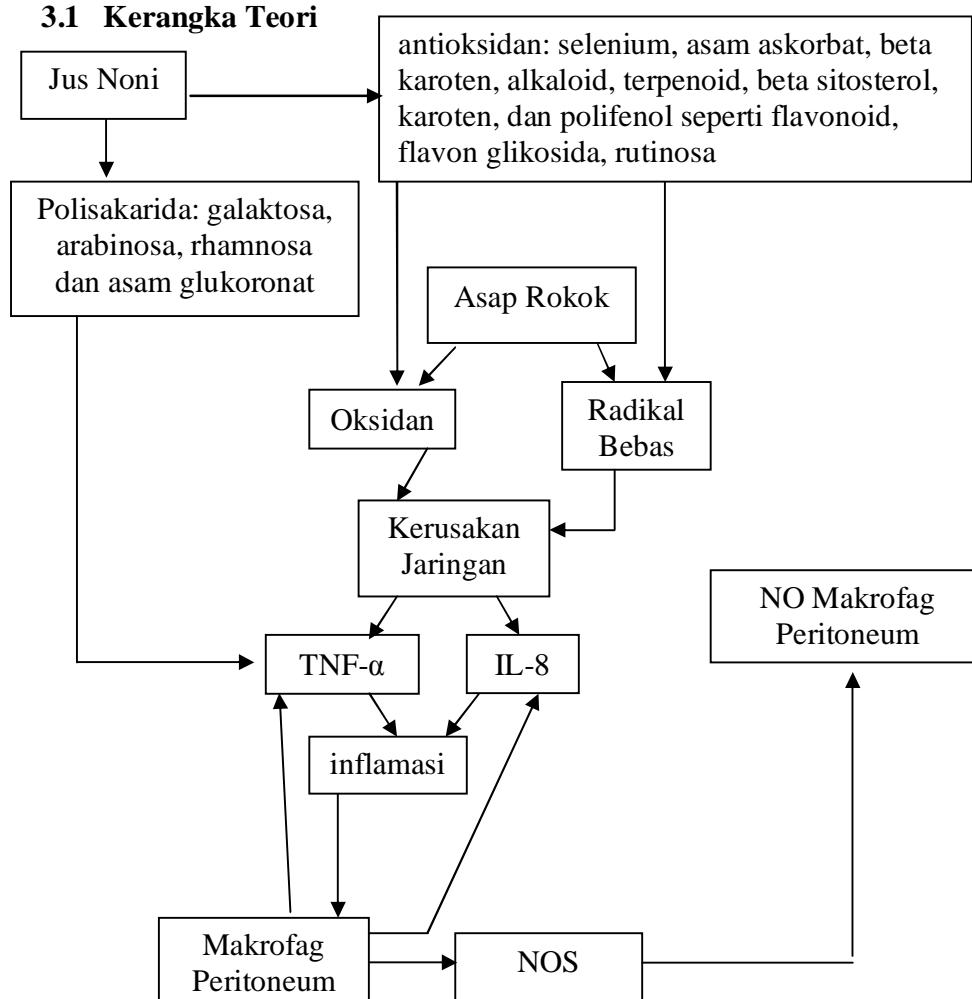 3.1 Kerangka Teori
antioksidan: selenium, asam askorbat, beta
karoten, alkaloid, terpenoid, beta sitosterol,
karoten, dan polifenol seperti flavonoid,
flavon glikosida, rutinosa
Jus Noni
Polisakarida: galaktosa,
arabinosa, rhamnosa
dan asam glukoronat
Asap Rokok
Oksidan
Radikal
Bebas
Kerusakan
Jaringan
NO Makrofag
Peritoneum
TNF-α
IL-8
inflamasi
Makrofag
Peritoneum
NOS